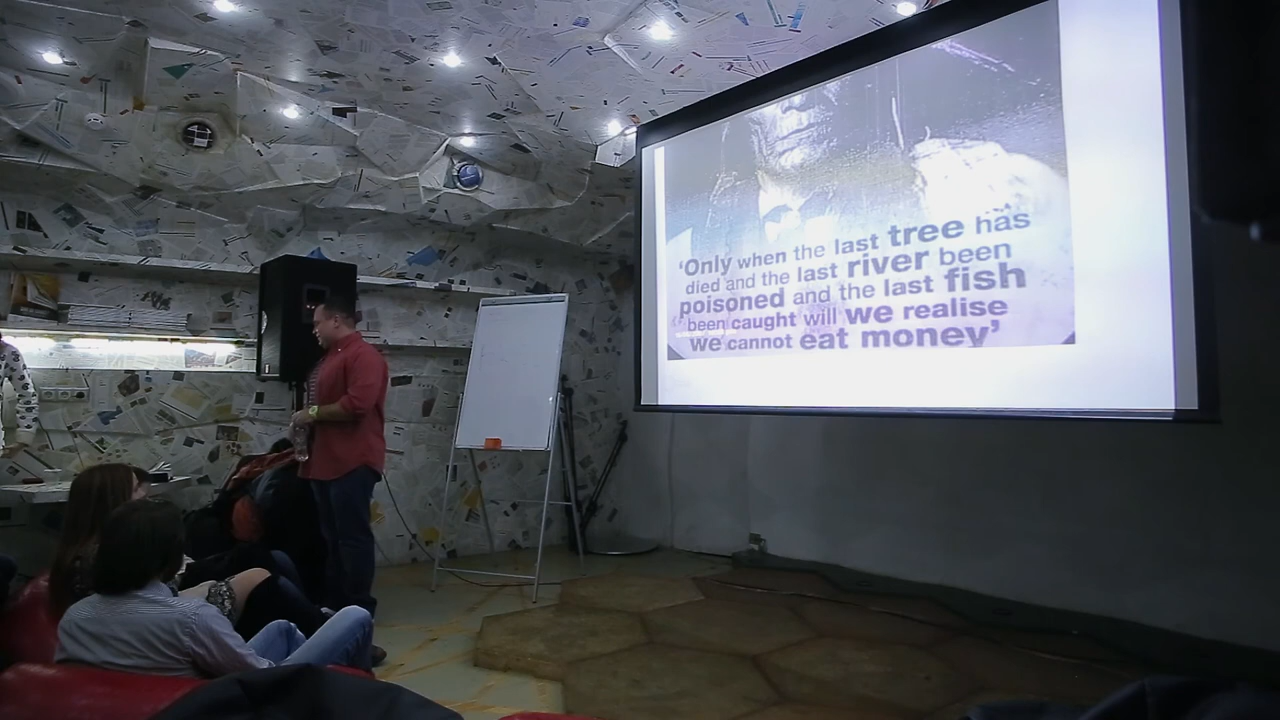 ‘Only when the last tree has
died and the last river been
poisoned and the last fish
been caught will we realise
we cannot eat money’